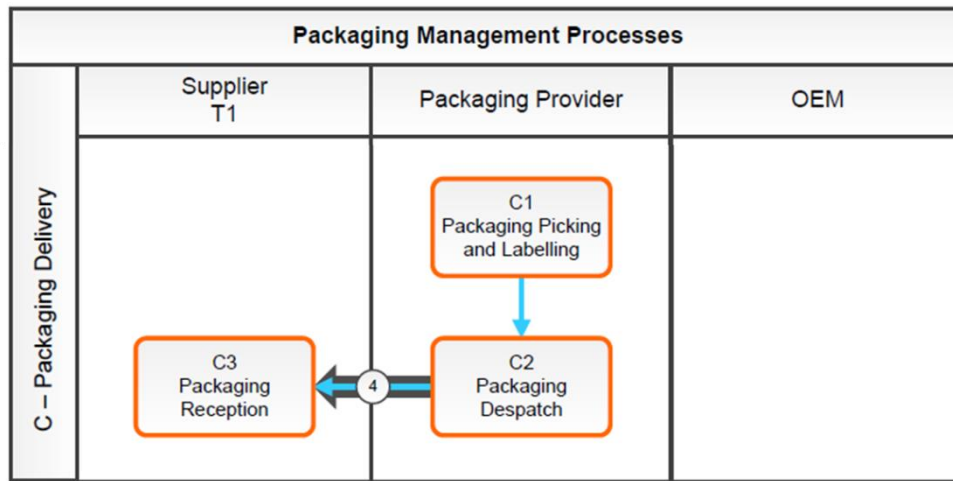 Packaging Management Processes
Supplier
T1
Packaging Provider
OEM
C – Packaging Delivery
C1
Packaging Picking
and Labelling
C3
Packaging
Reception
4
C2
Packaging
Despatch